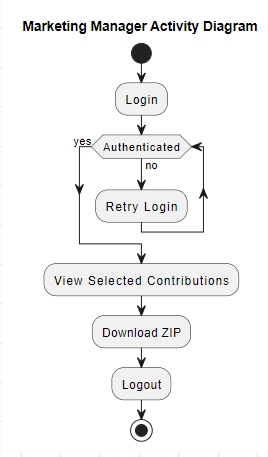 Marketing Manager Activity Diagram
Login
yes
Authenticated
no
Retry Login
View Selected Contributions
Download ZIP
Logout